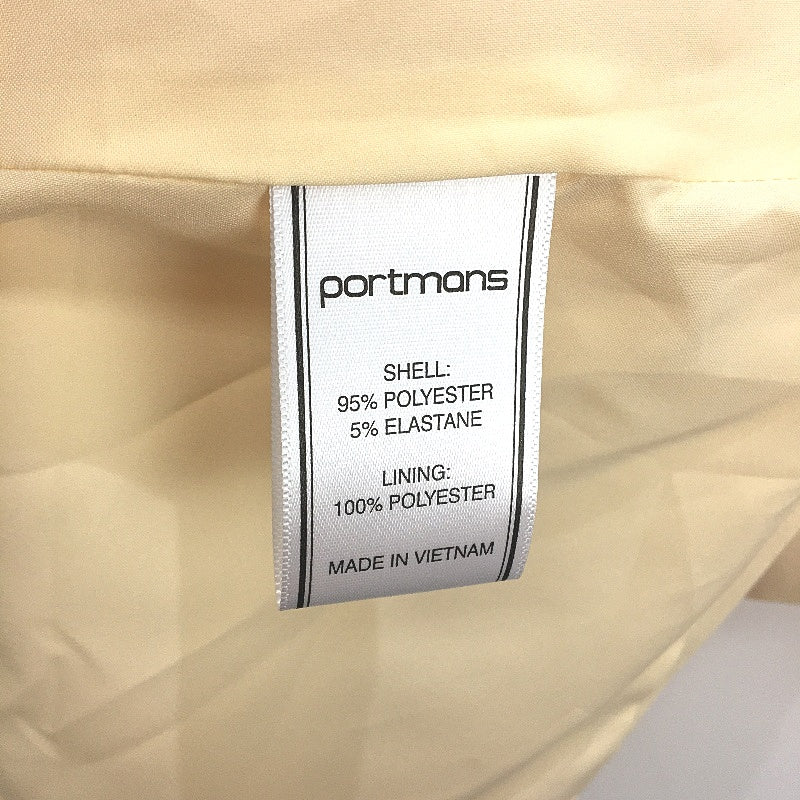 portmans
SHELL:
95% POLYESTER
5% ELASTANE
LINING:
100% POLYESTER
MADE IN VIETNAM